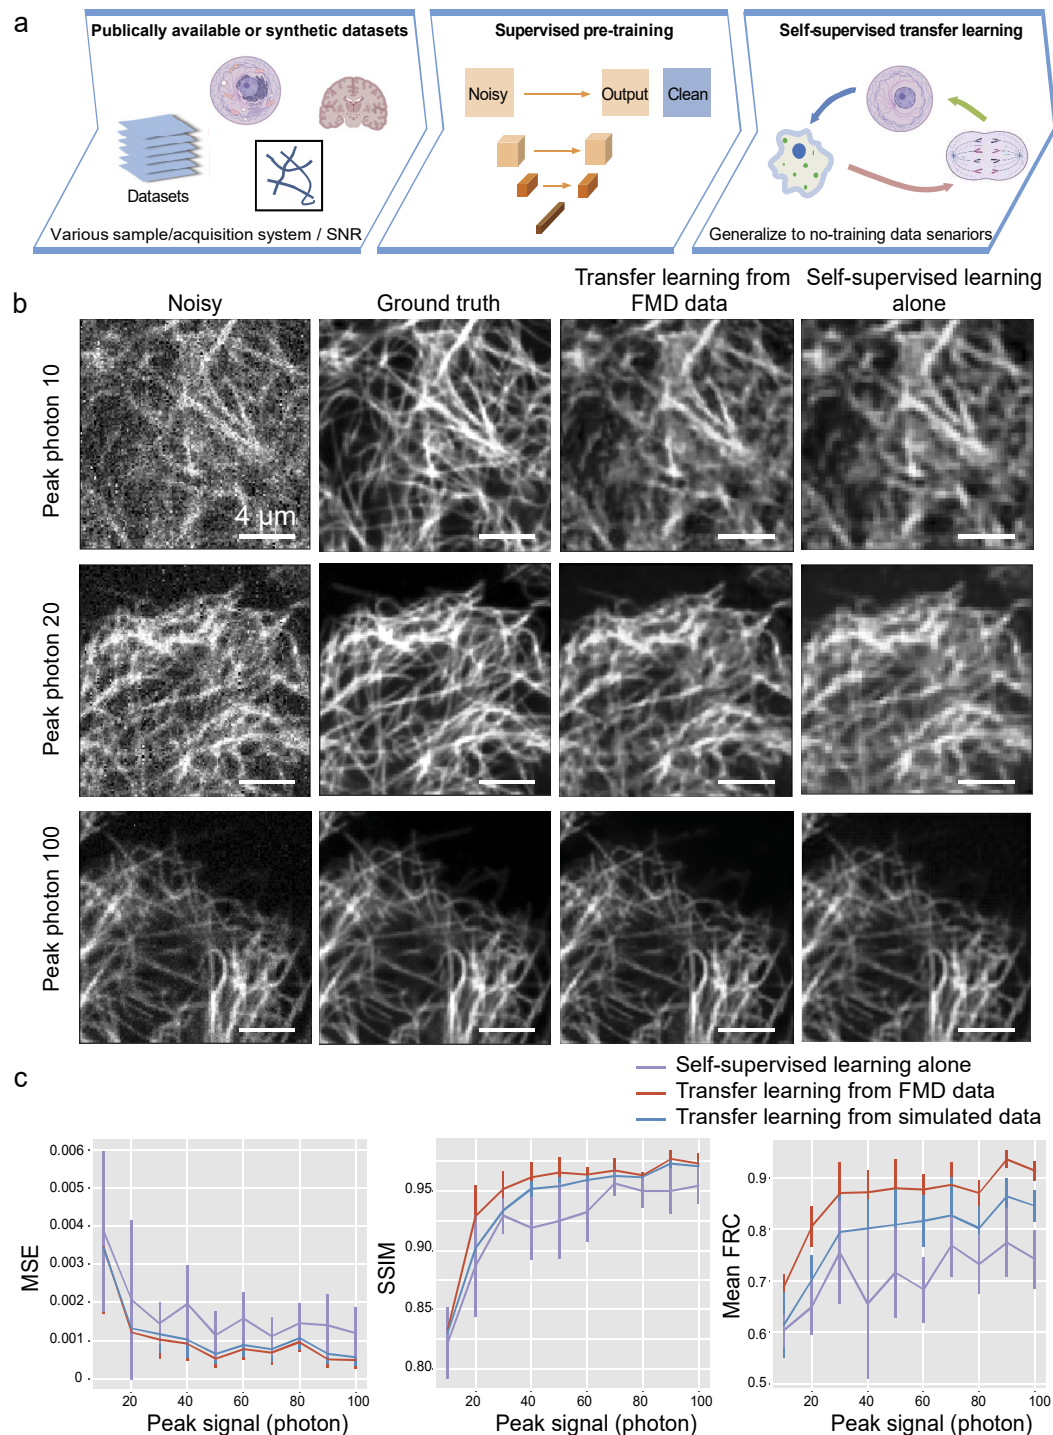 a
Publically available or synthetic datasets
Supervised pre-training
Self-supervised transfer learning
Noisy
Output
Clean
Datasets
Various sample/acquisition system / SNR
Generalize to no-training data senariors
b
Noisy
Ground truth
Transfer learning from
FMD data
Self-supervised learning
alone
Peak photon 10
4 μm
Peak photon 20
Peak photon 100
c
Self-supervised learning alone
Transfer learning from FMD data
Transfer learning from simulated data
MSE
0.006
0.005
0.004
0.003
0.002
0.001
0
20
40
60
80
100
Peak signal (photon)
SSIM
0.95
0.90
0.85
0.80
20
40
60
80
100
Peak signal (photon)
Mean FRC
0.9
0.8
0.7
0.6
0.5
20
40
60
80
100
Peak signal (photon)